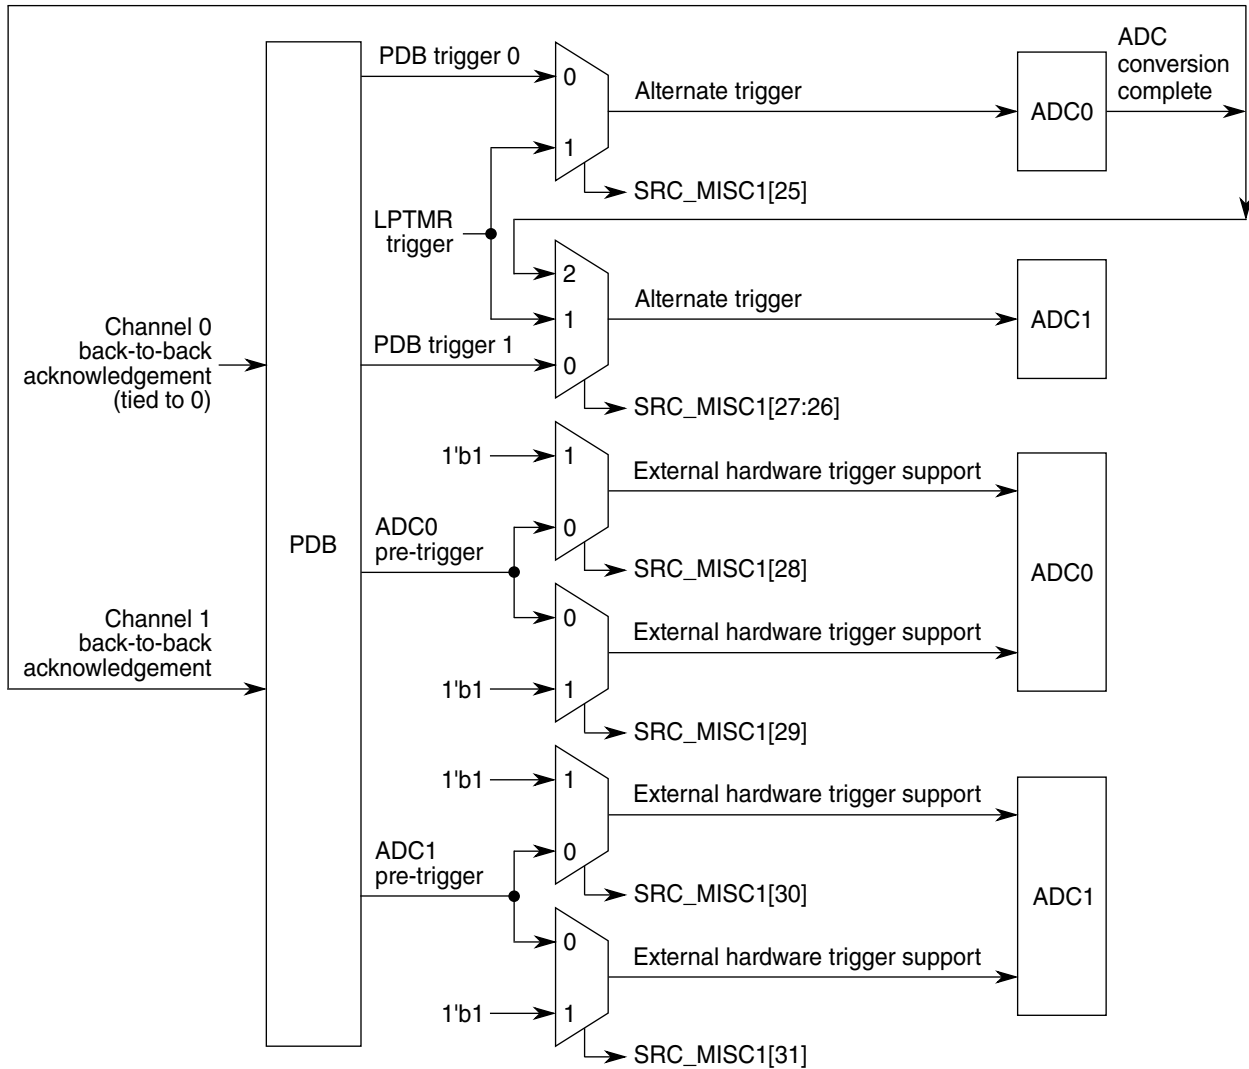 PDB trigger 0
0
1
Alternate trigger
ADC0
ADC
conversion
complete
SRC_MISC1[25]
LPTMR
trigger
2
1
0
Alternate trigger
ADC1
Channel 0
back-to-back
acknowledgement
(tied to 0)
PDB trigger 1
SRC_MISC1[27:26]
1'b1
1
0
External hardware trigger support
PDB
ADC0
pre-trigger
SRC_MISC1[28]
ADC0
Channel 1
back-to-back
acknowledgement
0
1
External hardware trigger support
1'b1
SRC_MISC1[29]
1'b1
1
0
External hardware trigger support
ADC1
pre-trigger
SRC_MISC1[30]
ADC1
0
1
External hardware trigger support
1'b1
SRC_MISC1[31]